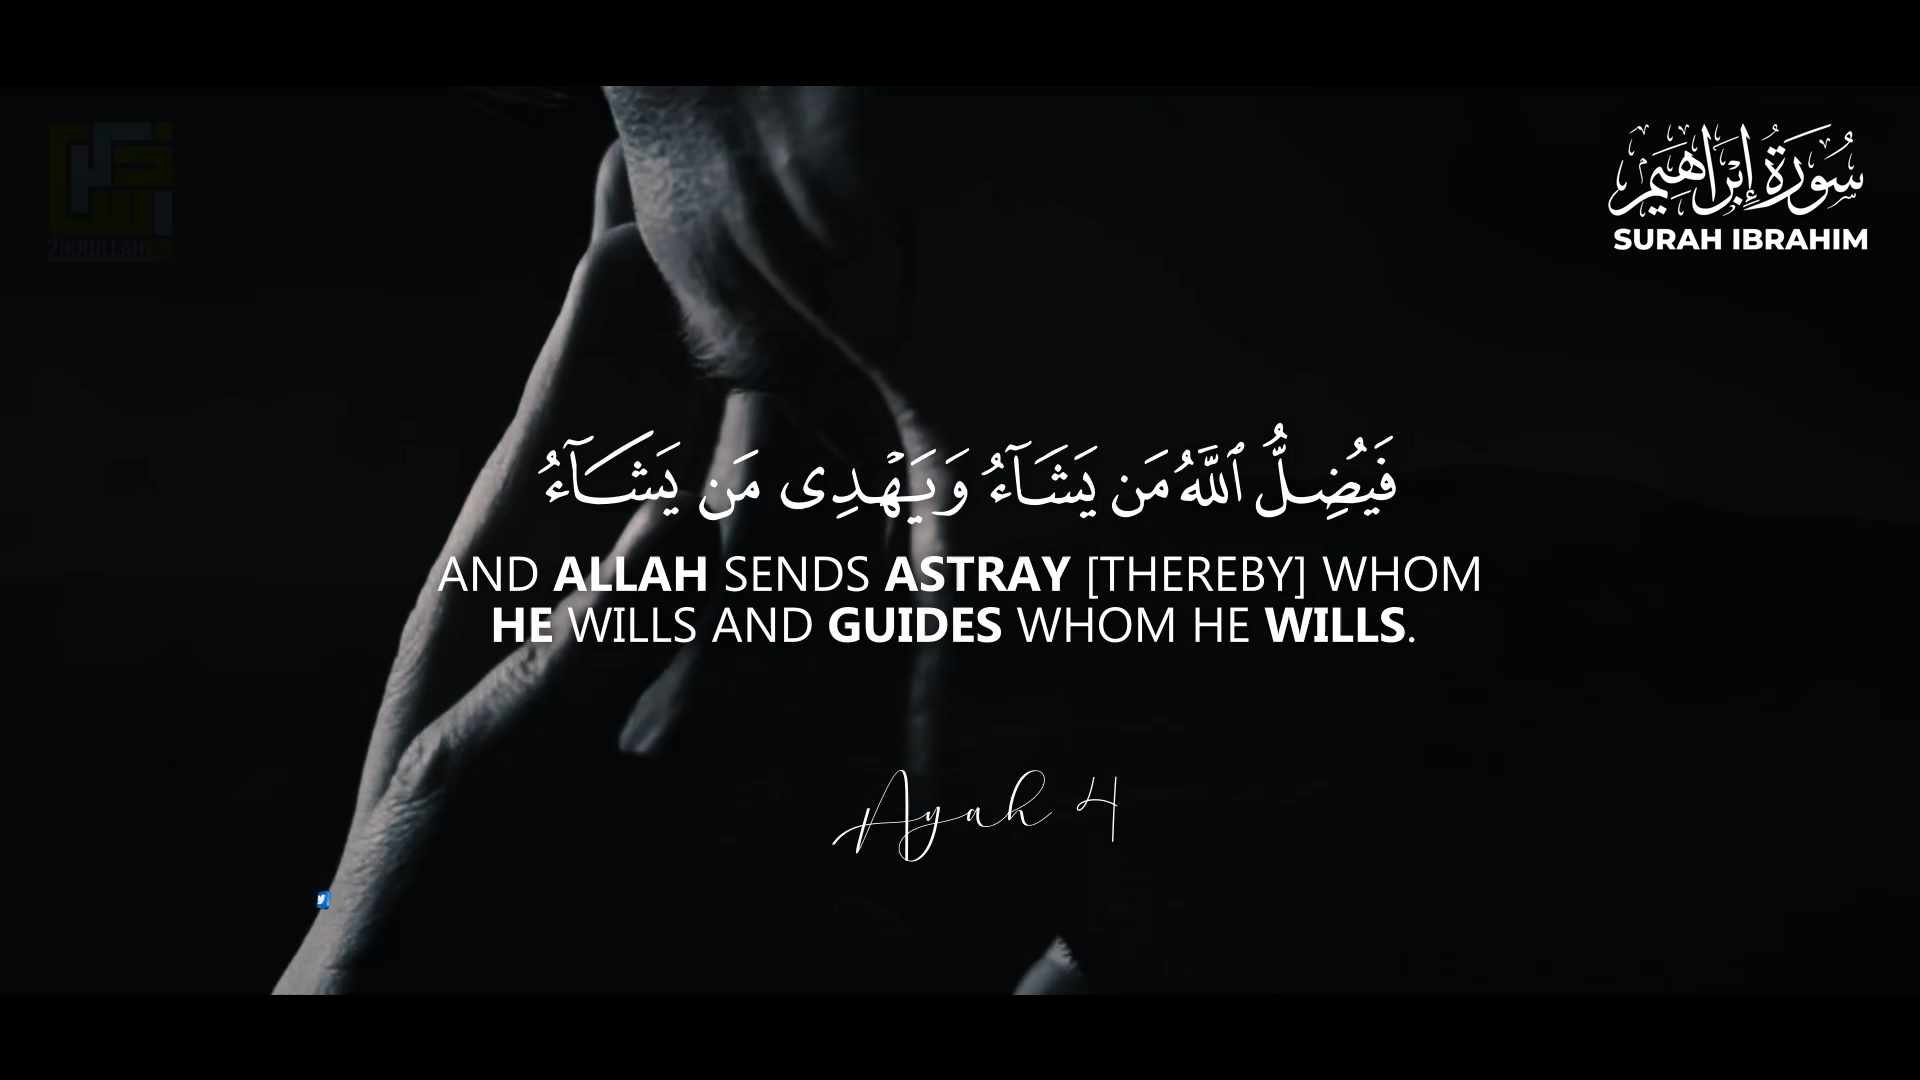 سُورَةُ إِبْرَاهِيم
SURAH IBRAHIM
ZIKRULLAH
فَيُضِلُّ ٱللَّهُ مَن يَشَآءُ وَيَهْدِى مَن يَشَآءُ
AND ALLAH SENDS ASTRAY [THEREBY] WHOM
HE WILLS AND GUIDES WHOM HE WILLS.
Ayah 4